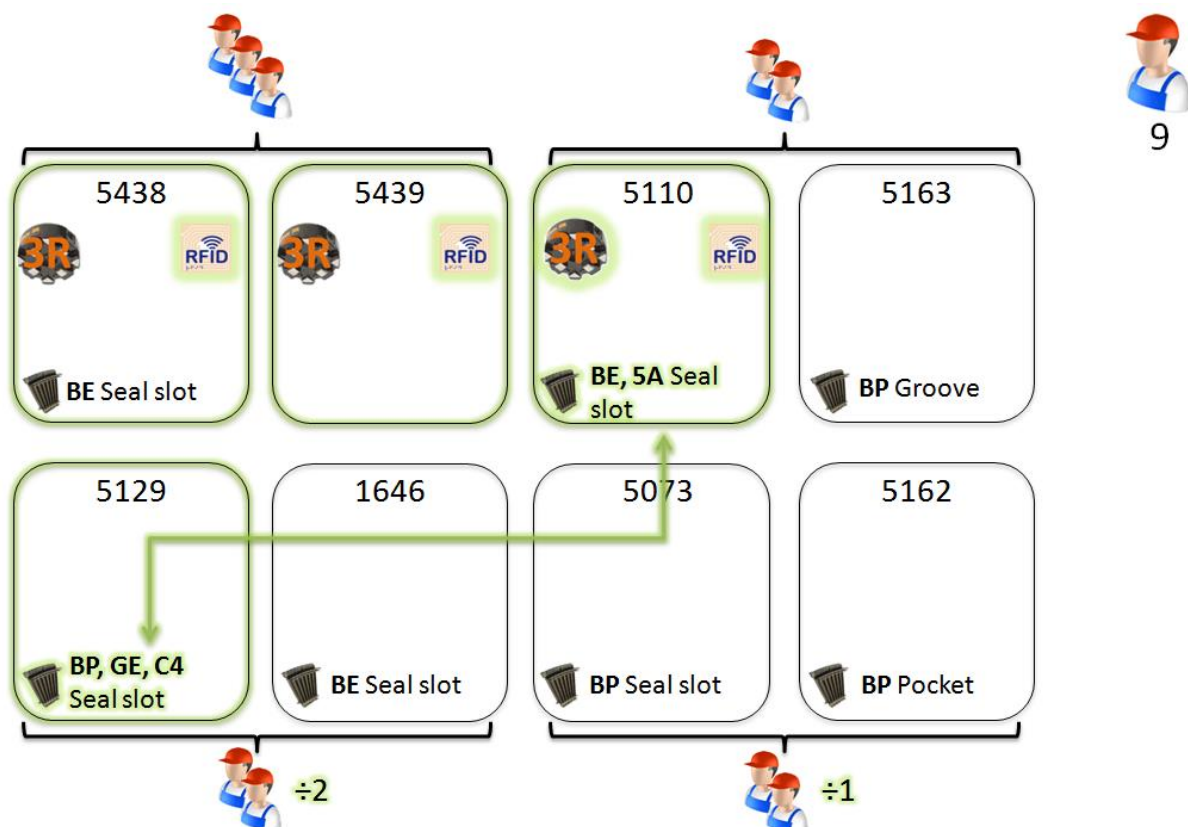 9
5438
5439
5110
5163
3R
RFID
3R
RFID
3R
RFID
BE Seal slot
BE, 5A Seal
slot
BP Groove
5129
1646
5073
5162
BP, GE, C4
Seal slot
BE Seal slot
BP Seal slot
BP Pocket
÷2
÷1